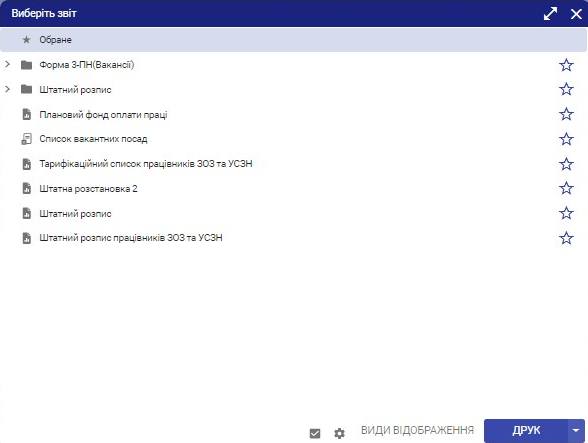 Виберіть звіт
Обране
Форма 3-ПН(Вакансії)
Штатний розпис
Плановий фонд оплати праці
Список вакантних посад
Тарифікаційний список працівників ЗОЗ та УСЗН
Штатна розстановка 2
Штатний розпис
Штатний розпис працівників ЗОЗ та УСЗН
ВИДИ ВІДОБРАЖЕННЯ
ДРУК